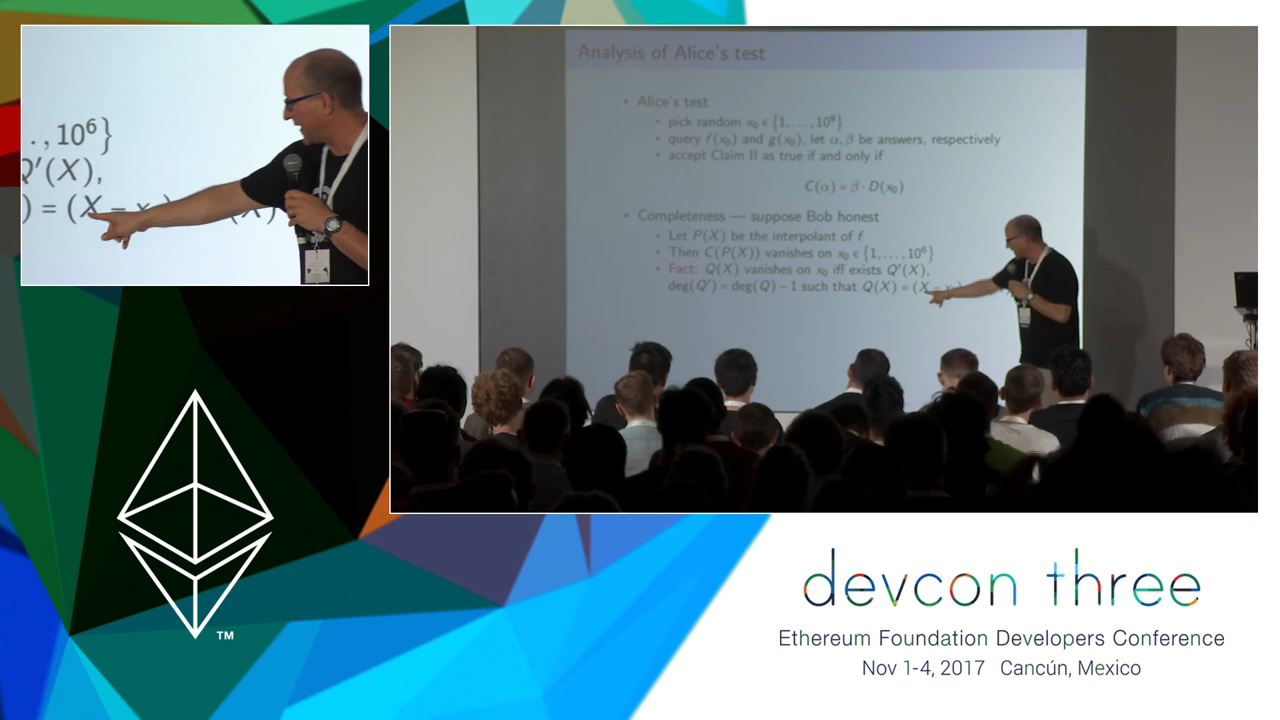 ., 10⁶}
Q′(X),
) = (X – x
(X)
Analysis of Alice's test
• Alice's test
• pick random x₀ ∈ {1, . . . , 10⁹}
• query f(x₀) and g(x₀), let α, β be answers, respectively
• accept Claim II as true if and only if
C(α) = β · D(x₀)
• Completeness — suppose Bob honest
• Let P(X) be the interpolant of f
• Then C(P(X)) vanishes on x₀ ∈ {1, . . . , 10⁶}
• Fact: Q(X) vanishes on x₀ iff exists Q′(X),
deg(Q′) = deg(Q) – 1 such that Q(X) = (X – x
TM
devcon three
Ethereum Foundation Developers Conference
Nov 1-4, 2017 Cancún, Mexico